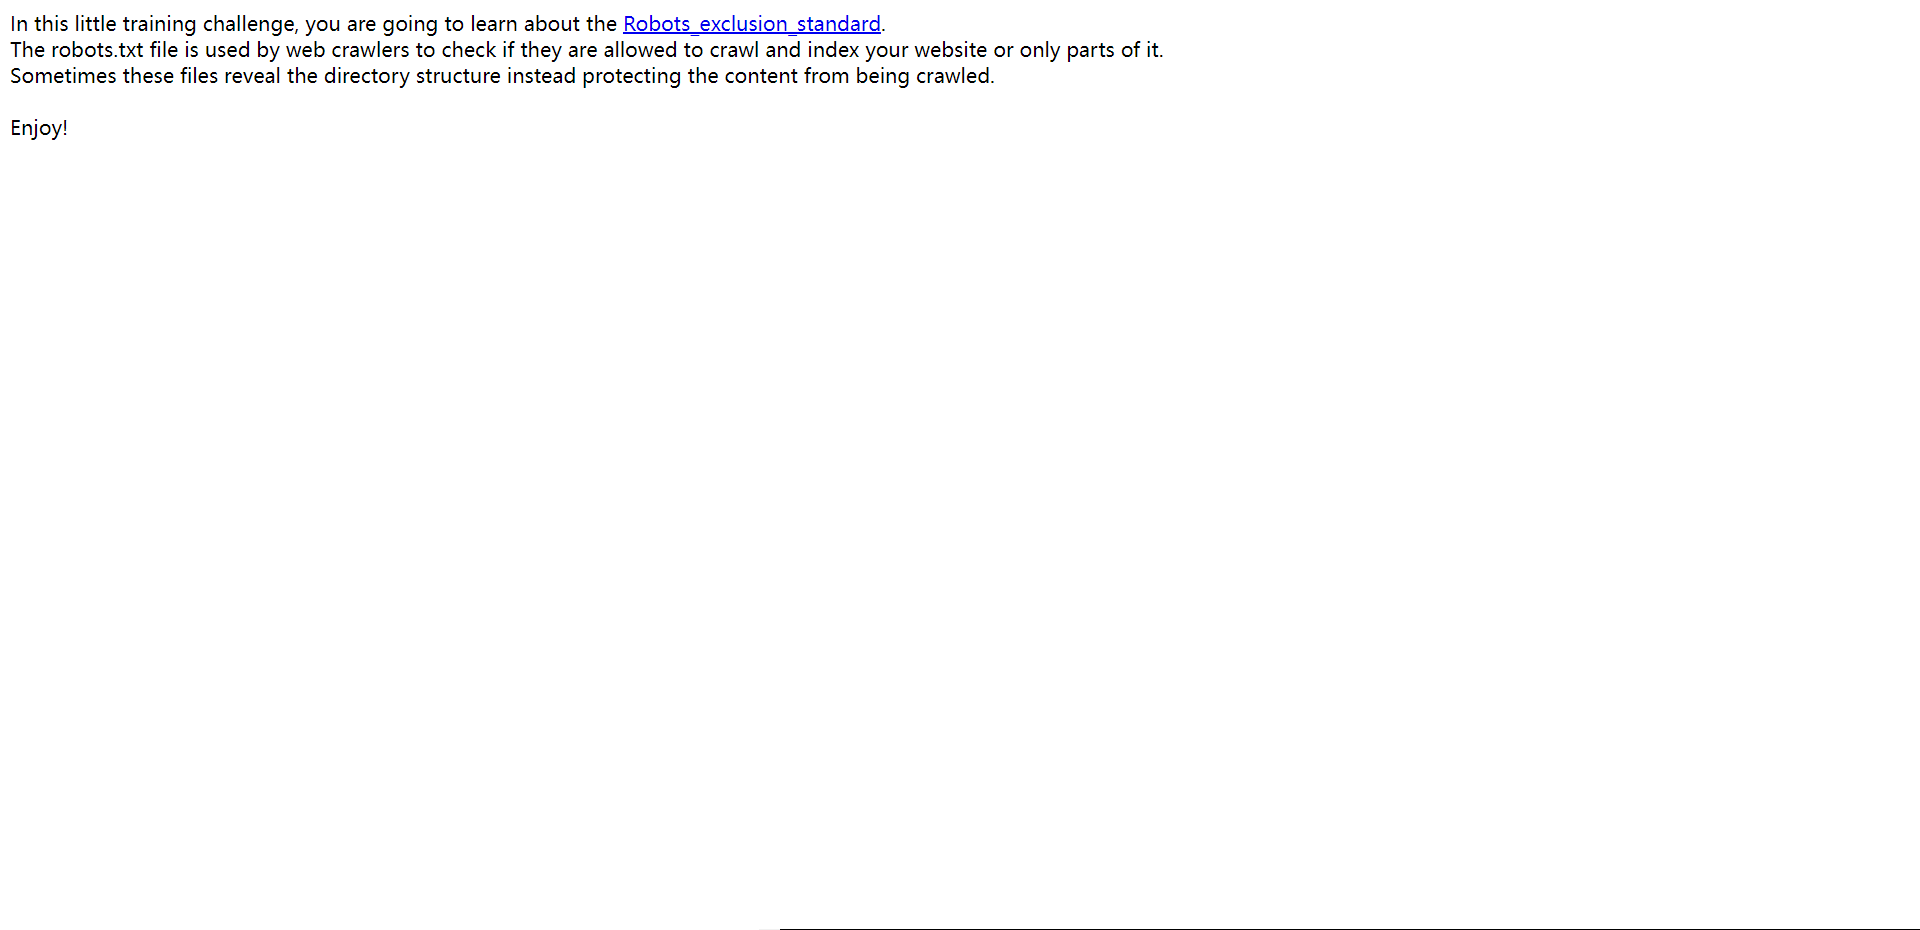 In this little training challenge, you are going to learn about the Robots_exclusion_standard.
The robots.txt file is used by web crawlers to check if they are allowed to crawl and index your website or only parts of it.
Sometimes these files reveal the directory structure instead protecting the content from being crawled.
Enjoy!